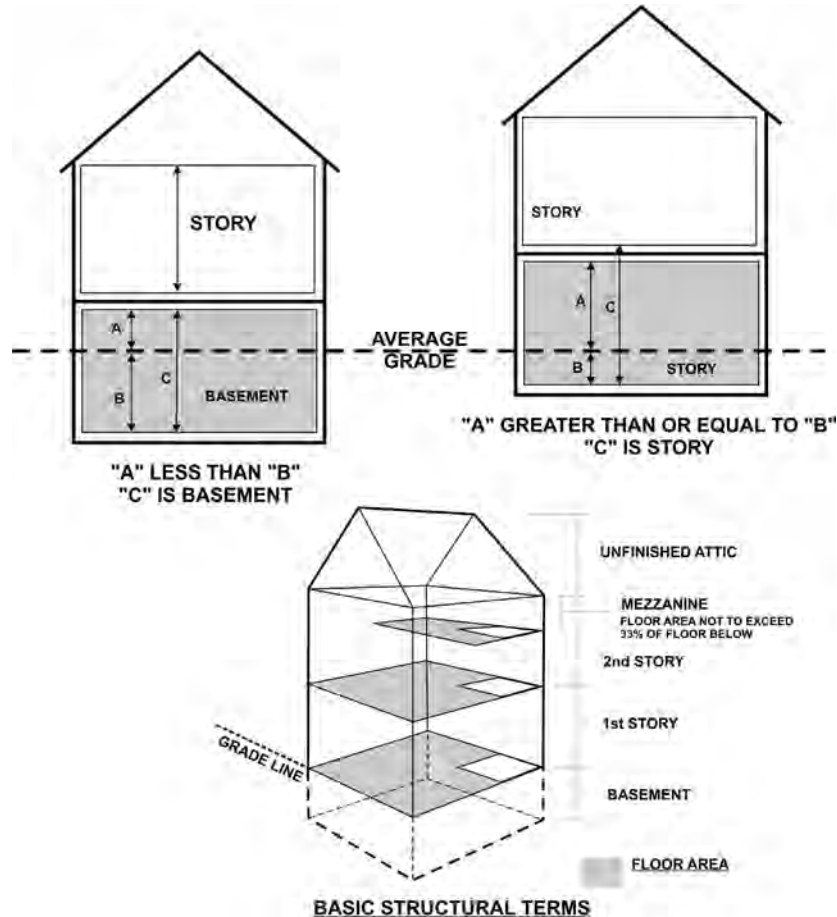 STORY
A
B
C
BASEMENT
"A" LESS THAN "B"
"C" IS BASEMENT
AVERAGE
GRADE
STORY
A
C
B
STORY
"A" GREATER THAN OR EQUAL TO "B"
"C" IS STORY
UNFINISHED ATTIC
MEZZANINE
FLOOR AREA NOT TO EXCEED
33% OF FLOOR BELOW
2nd STORY
1st STORY
GRADE LINE
BASEMENT
FLOOR AREA
BASIC STRUCTURAL TERMS